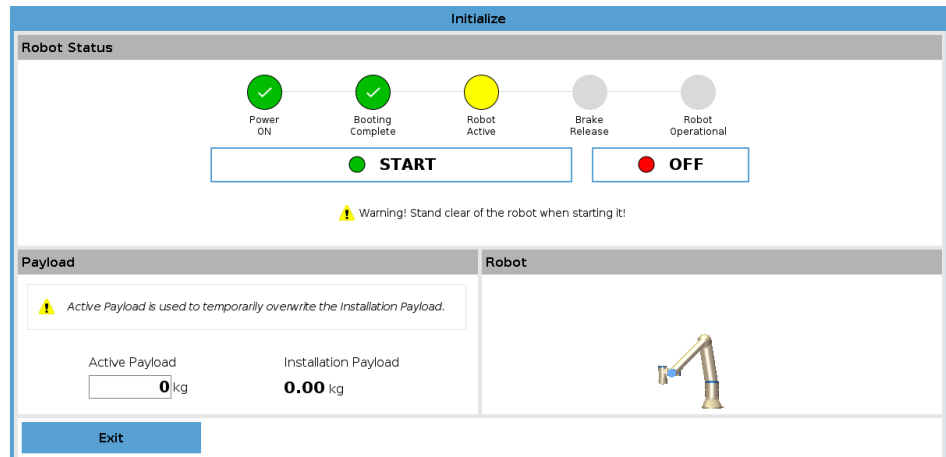 Initialize
Robot Status
Power
ON
Booting
Complete
Robot
Active
Brake
Release
Robot
Operational
START
OFF
Warning! Stand clear of the robot when starting it!
Payload
Robot
Active Payload is used to temporarily overwrite the Installation Payload.
Active Payload
Installation Payload
0 kg
0.00 kg
Exit